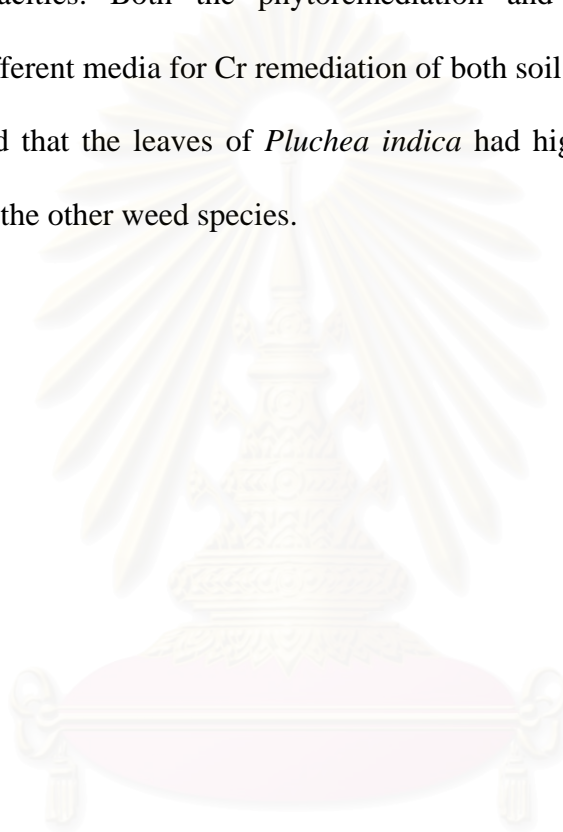 acities. Both the phytoremediation and
fferent media for Cr remediation of both soil
d that the leaves of Pluchea indica had hig
the other weed species.